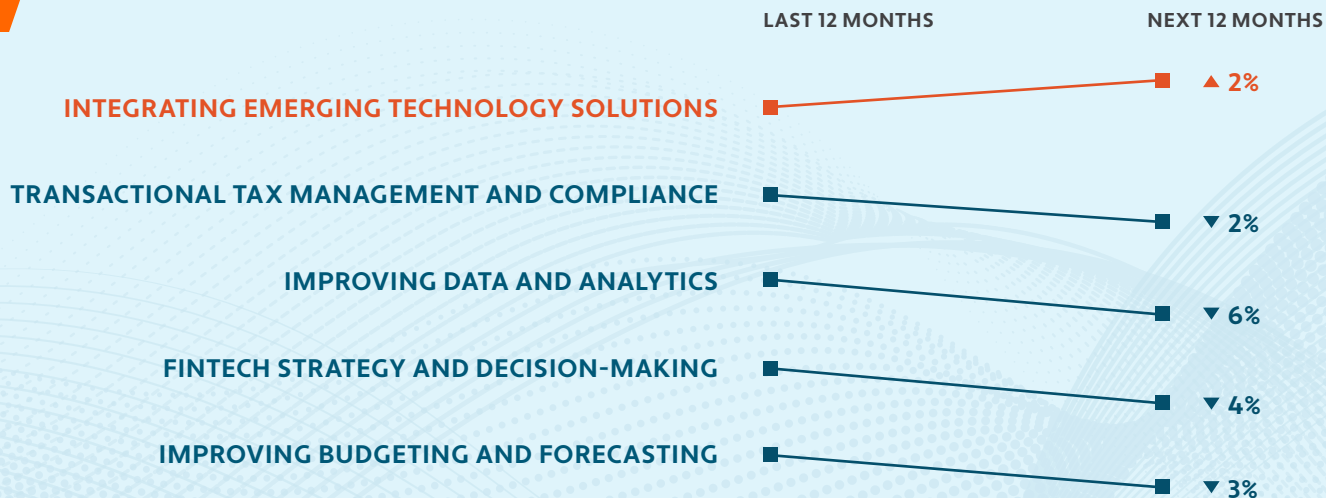 LAST 12 MONTHS NEXT 12 MONTHS
INTEGRATING EMERGING TECHNOLOGY SOLUTIONS ▲ 2%
TRANSACTIONAL TAX MANAGEMENT AND COMPLIANCE ▼ 2%
IMPROVING DATA AND ANALYTICS ▼ 6%
FINTECH STRATEGY AND DECISION-MAKING ▼ 4%
IMPROVING BUDGETING AND FORECASTING ▼ 3%